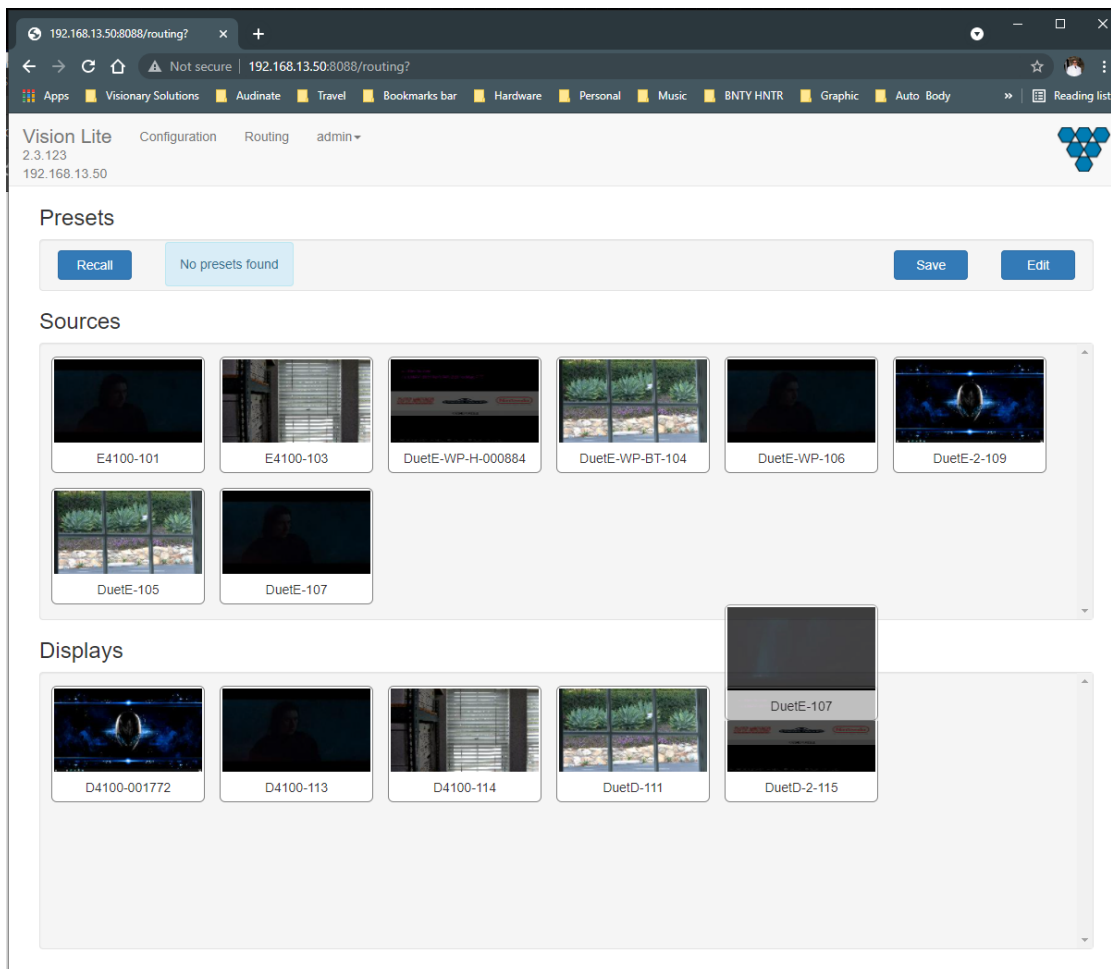 192.168.13.50:8088/routing?
Not secure | 192.168.13.50:8088/routing?
Apps Visionary Solutions Audinate Travel Bookmarks bar Hardware Personal Music BNTY HNTR Graphic Auto Body » Reading list
Vision Lite Configuration Routing admin
2.3.123
192.168.13.50
Presets
Recall No presets found Save Edit
Sources
E4100-101 E4100-103 DuetE-WP-H-000884 DuetE-WP-BT-104 DuetE-WP-106 DuetE-2-109
DuetE-105 DuetE-107
Displays
DuetE-107
D4100-001772 D4100-113 D4100-114 DuetD-111 DuetD-2-115